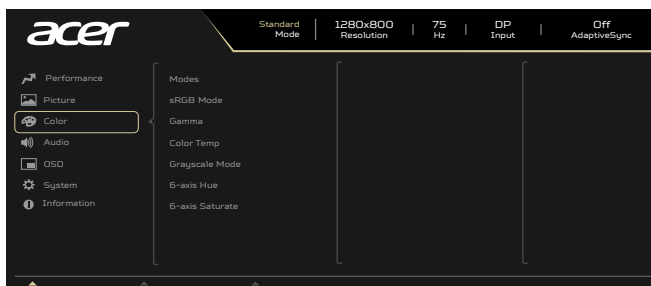 acer
Standard Mode
1280x800 Resolution
75 Hz
DP Input
Off AdaptiveSync
Performance
Picture
Color
Audio
OSD
System
Information
Modes
sRGB Mode
Gamma
Color Temp
Grayscale Mode
6-axis Hue
6-axis Saturate